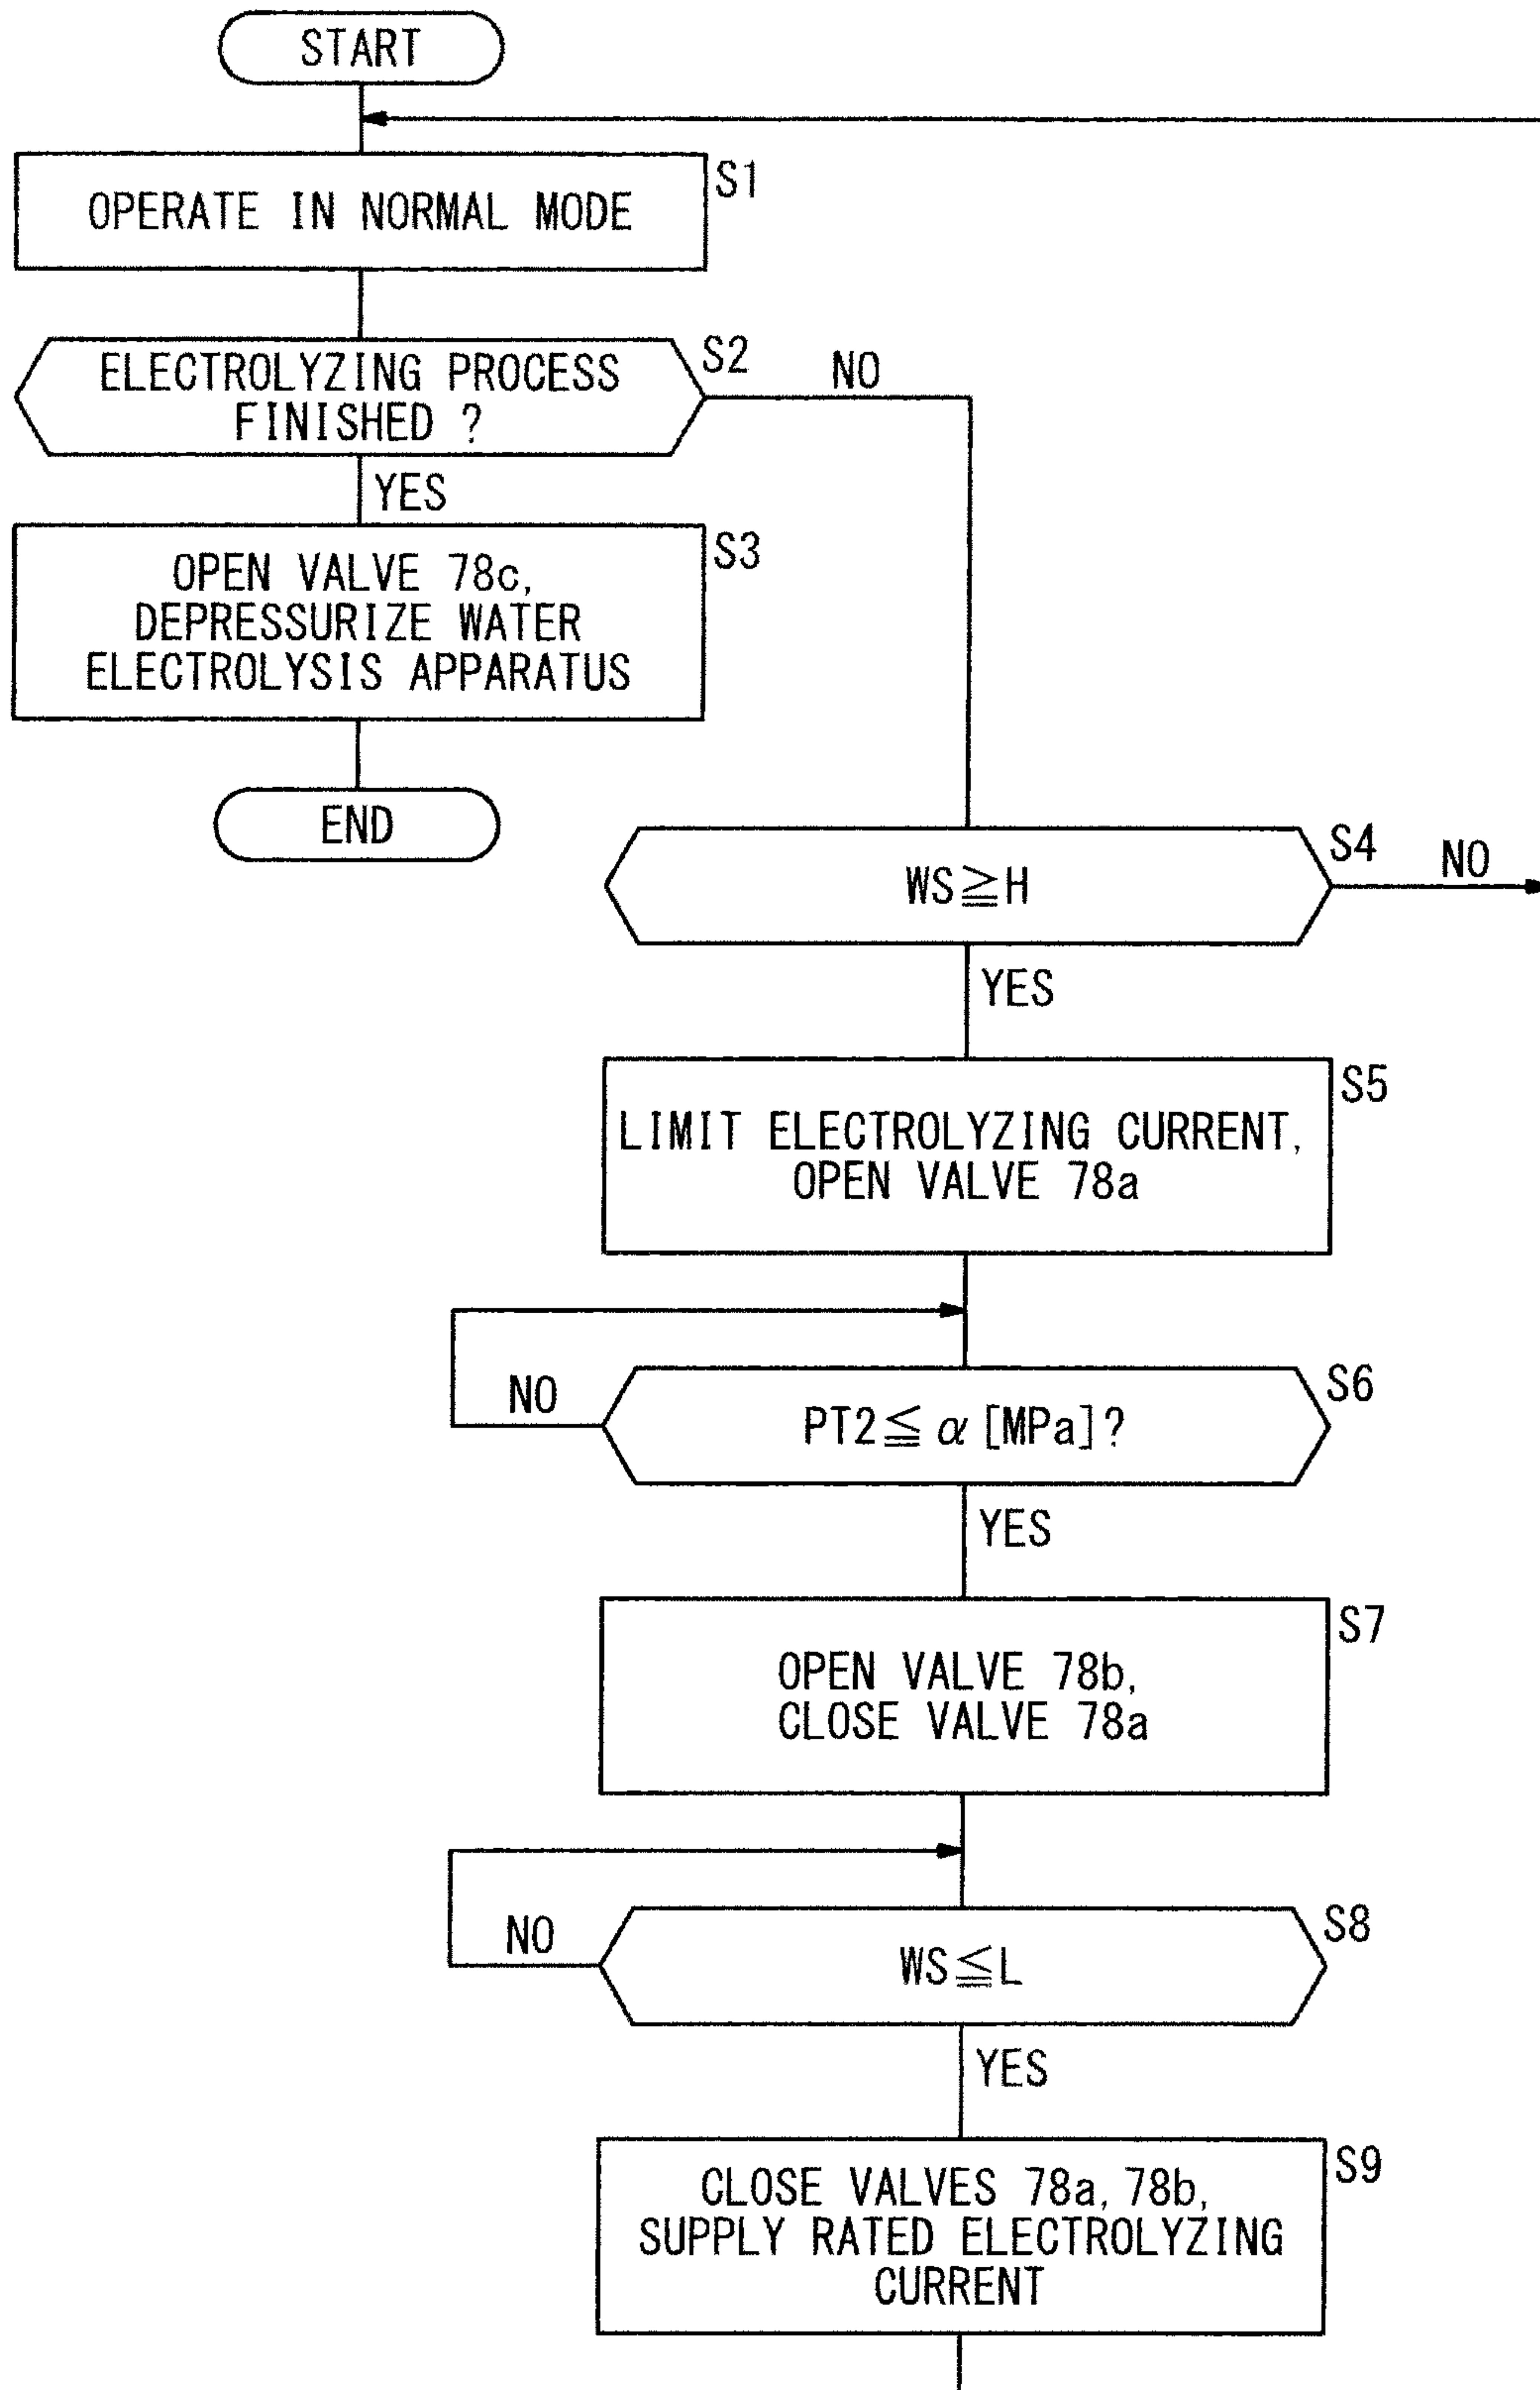 START
S1
OPERATE IN NORMAL MODE
S2
ELECTROLYZING PROCESS
FINISHED ?
NO
YES
S3
OPEN VALVE 78c,
DEPRESSURIZE WATER
ELECTROLYSIS APPARATUS
END
S4
WS≧H
NO
YES
S5
LIMIT ELECTROLYZING CURRENT,
OPEN VALVE 78a
S6
NO
PT2≦α[MPa]?
YES
S7
OPEN VALVE 78b,
CLOSE VALVE 78a
S8
NO
WS≦L
YES
S9
CLOSE VALVES 78a, 78b,
SUPPLY RATED ELECTROLYZING
CURRENT